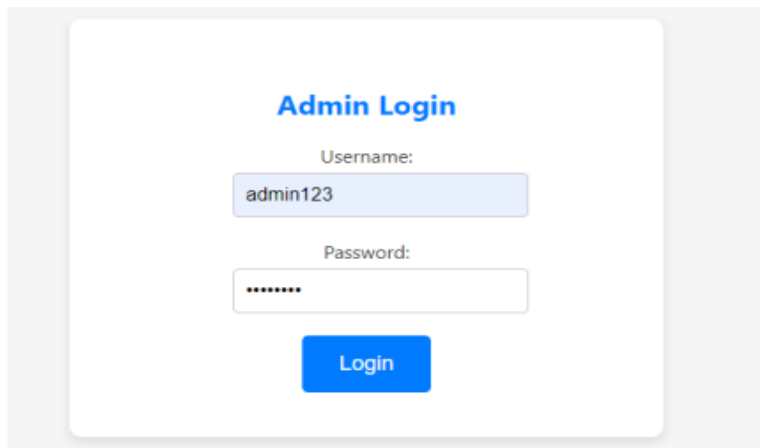 Admin Login
Username:
admin123
Password:
••••••••
Login